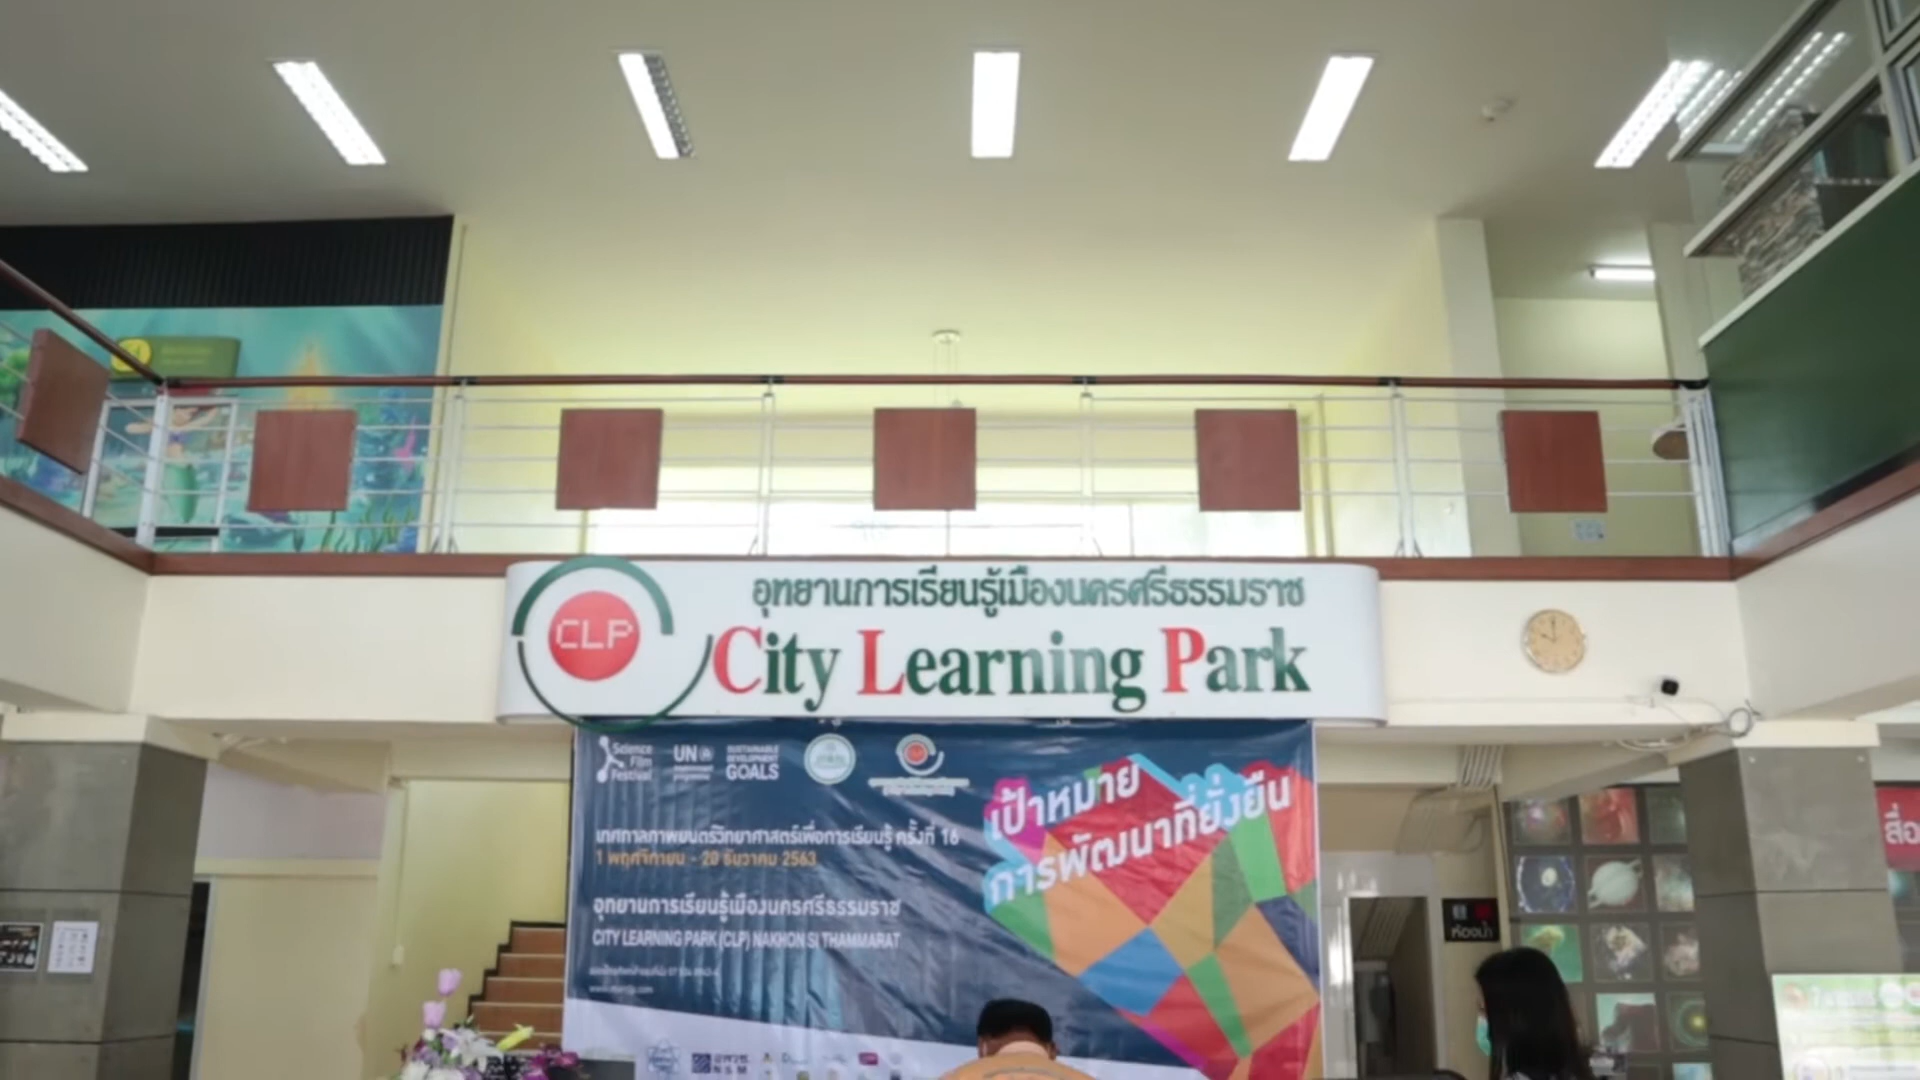 อุทยานการเรียนรู้เมืองนครศรีธรรมราช
CLP
City Learning Park
Science
Film
Festival
UN
SUSTAINABLE
DEVELOPMENT
GOALS
เป้าหมาย
การพัฒนาที่ยั่งยืน
เทศกาลภาพยนตร์วิทยาศาสตร์เพื่อการเรียนรู้ ครั้งที่ 16
1 พฤศจิกายน - 20 ธันวาคม 2563
อุทยานการเรียนรู้เมืองนครศรีธรรมราช
CITY LEARNING PARK (CLP) NAKHON SI THAMMARAT
อพวช.
NSM
ห้องน้ำ